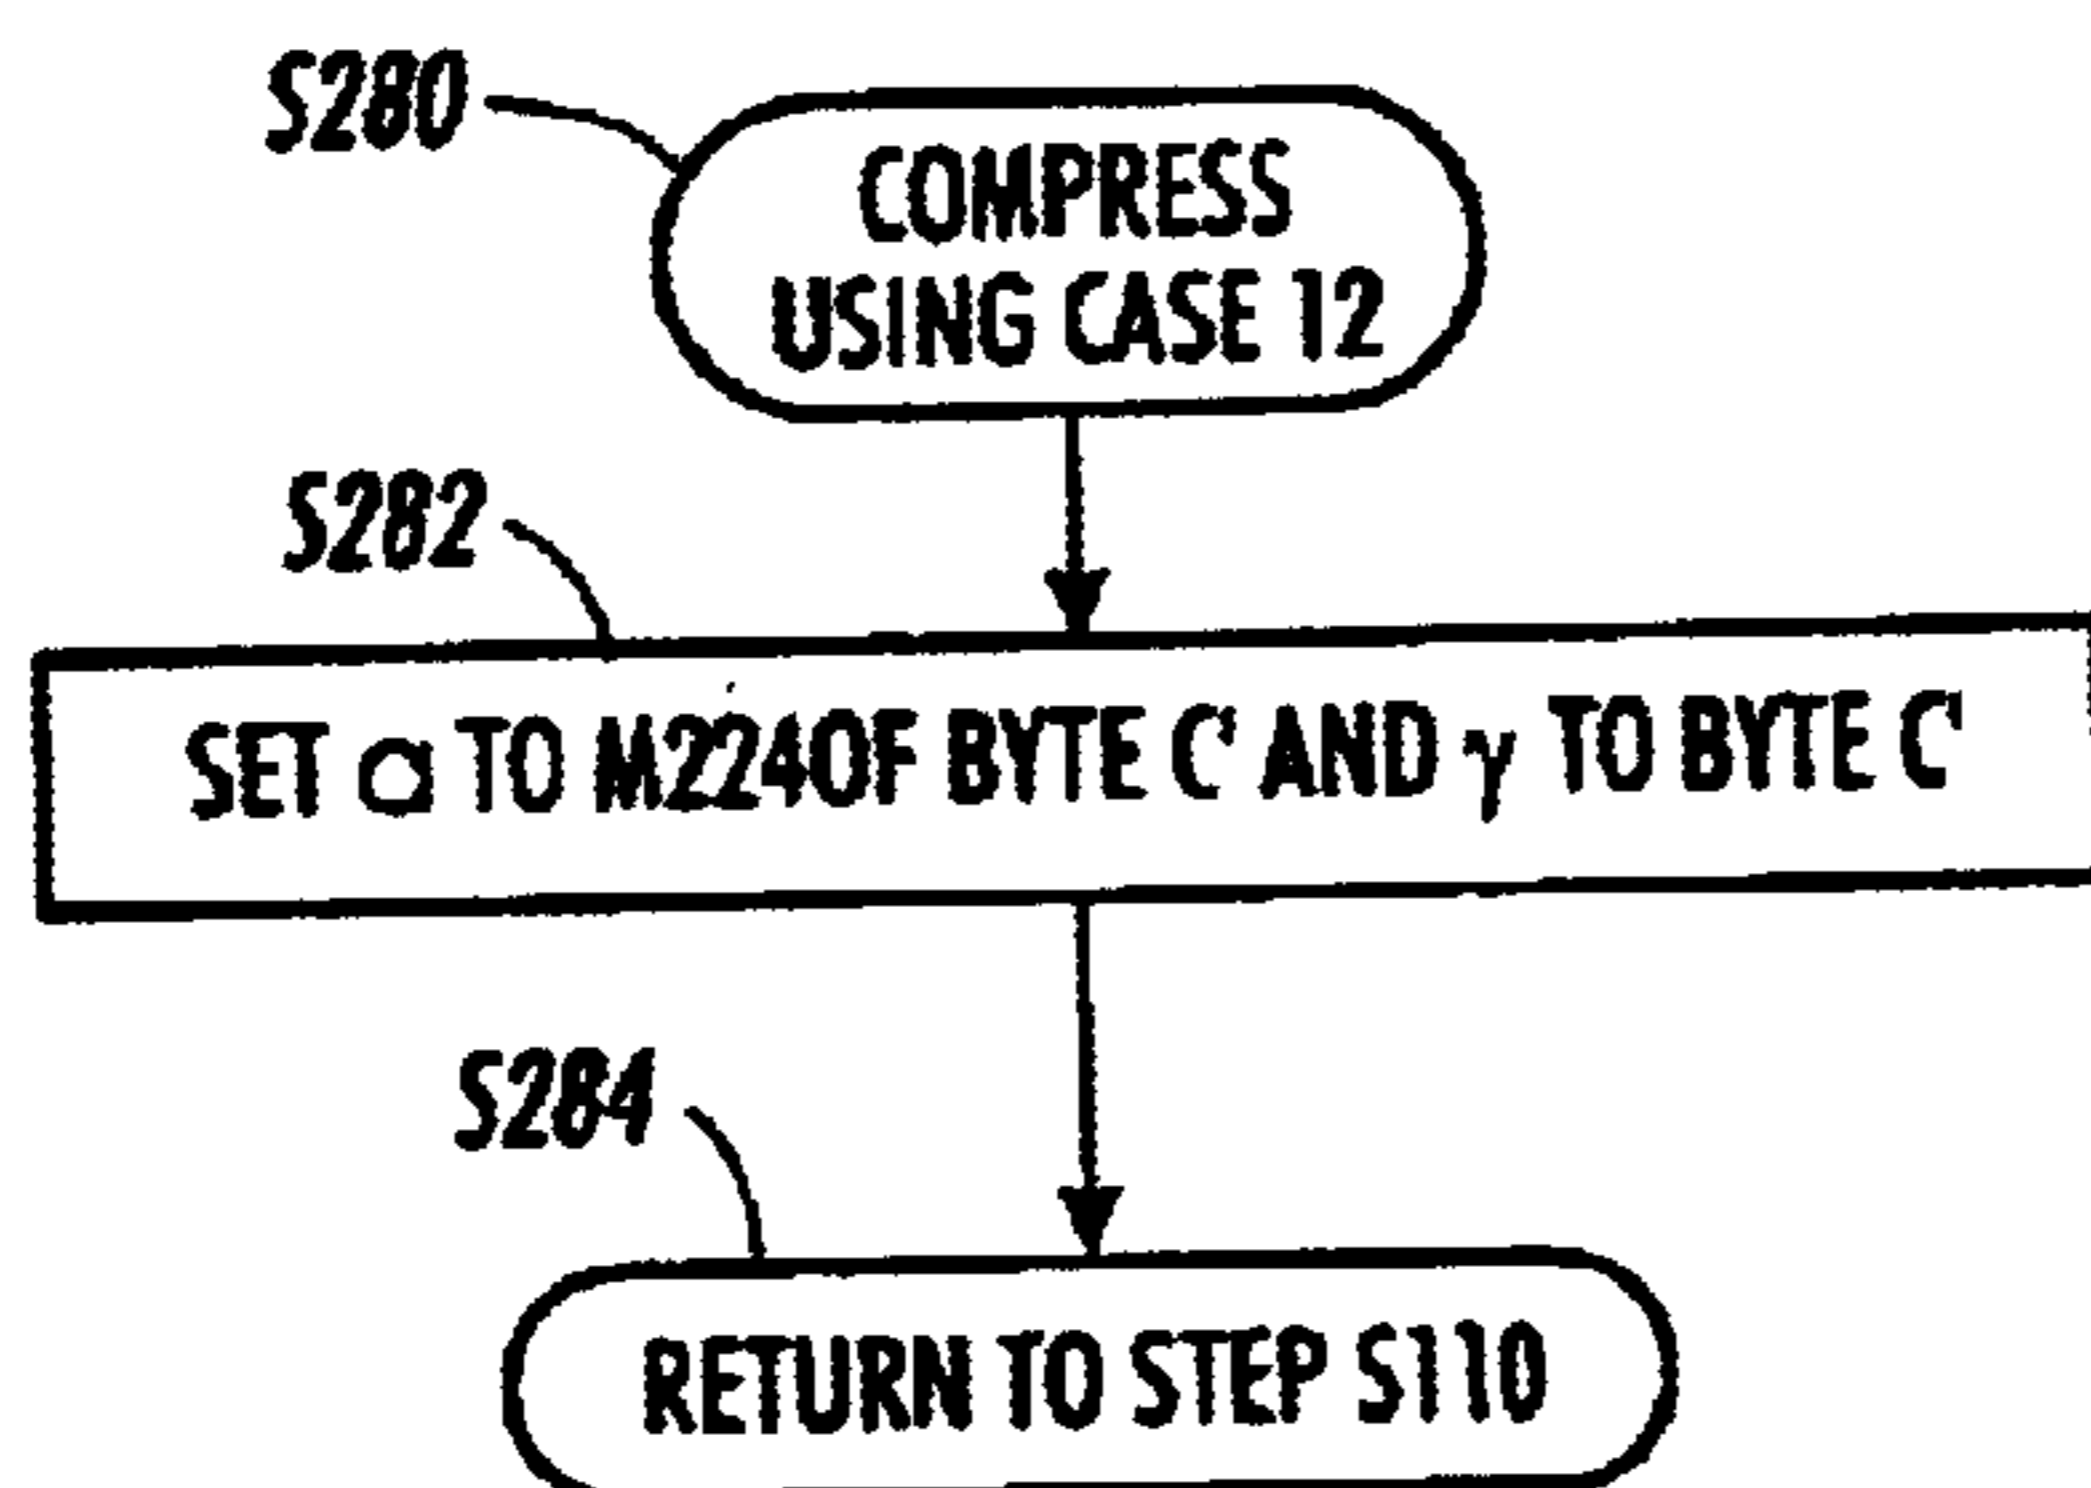 S280
COMPRESS
USING CASE 12
S282
SET α TO M224OF BYTE C' AND γ TO BYTE C'
S284
RETURN TO STEP S110